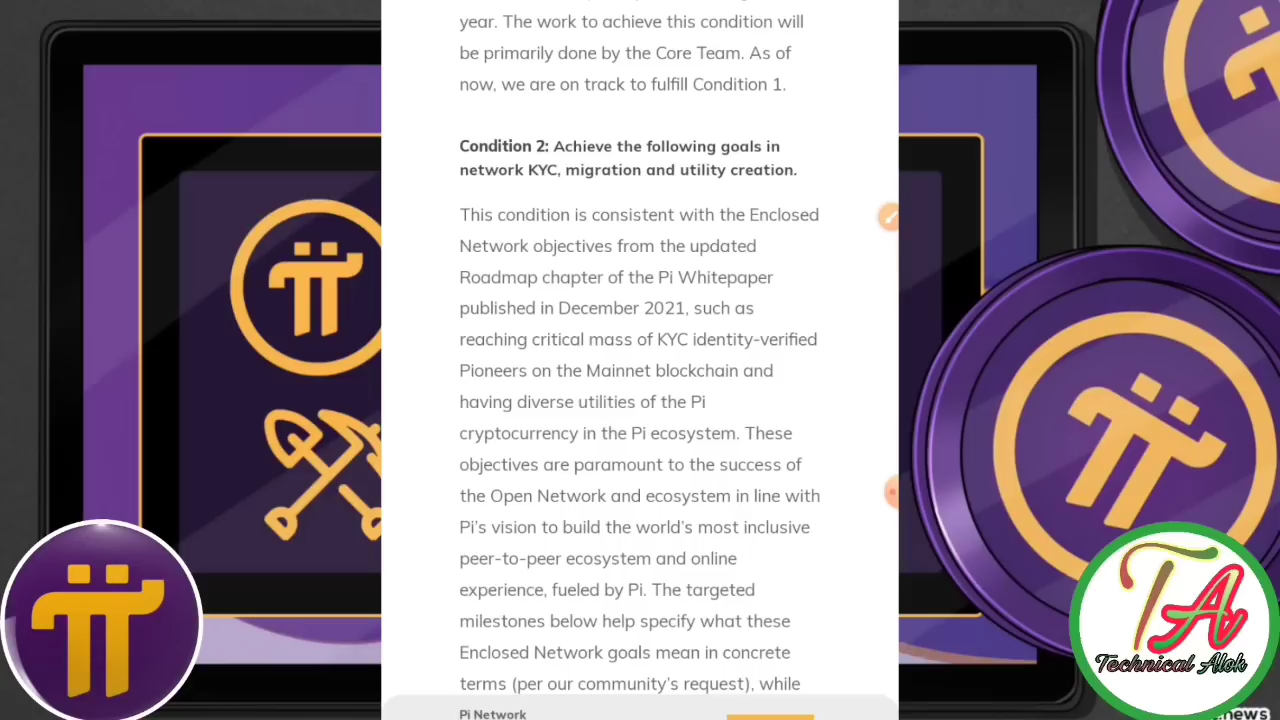 year. The work to achieve this condition will
be primarily done by the Core Team. As of
now, we are on track to fulfill Condition 1.
Condition 2: Achieve the following goals in
network KYC, migration and utility creation.
This condition is consistent with the Enclosed
Network objectives from the updated
Roadmap chapter of the Pi Whitepaper
published in December 2021, such as
reaching critical mass of KYC identity-verified
Pioneers on the Mainnet blockchain and
having diverse utilities of the Pi
cryptocurrency in the Pi ecosystem. These
objectives are paramount to the success of
the Open Network and ecosystem in line with
Pi's vision to build the world's most inclusive
peer-to-peer ecosystem and online
experience, fueled by Pi. The targeted
milestones below help specify what these
Enclosed Network goals mean in concrete
terms (per our community's request), while
Pi Network
TA
Technical Alok
news